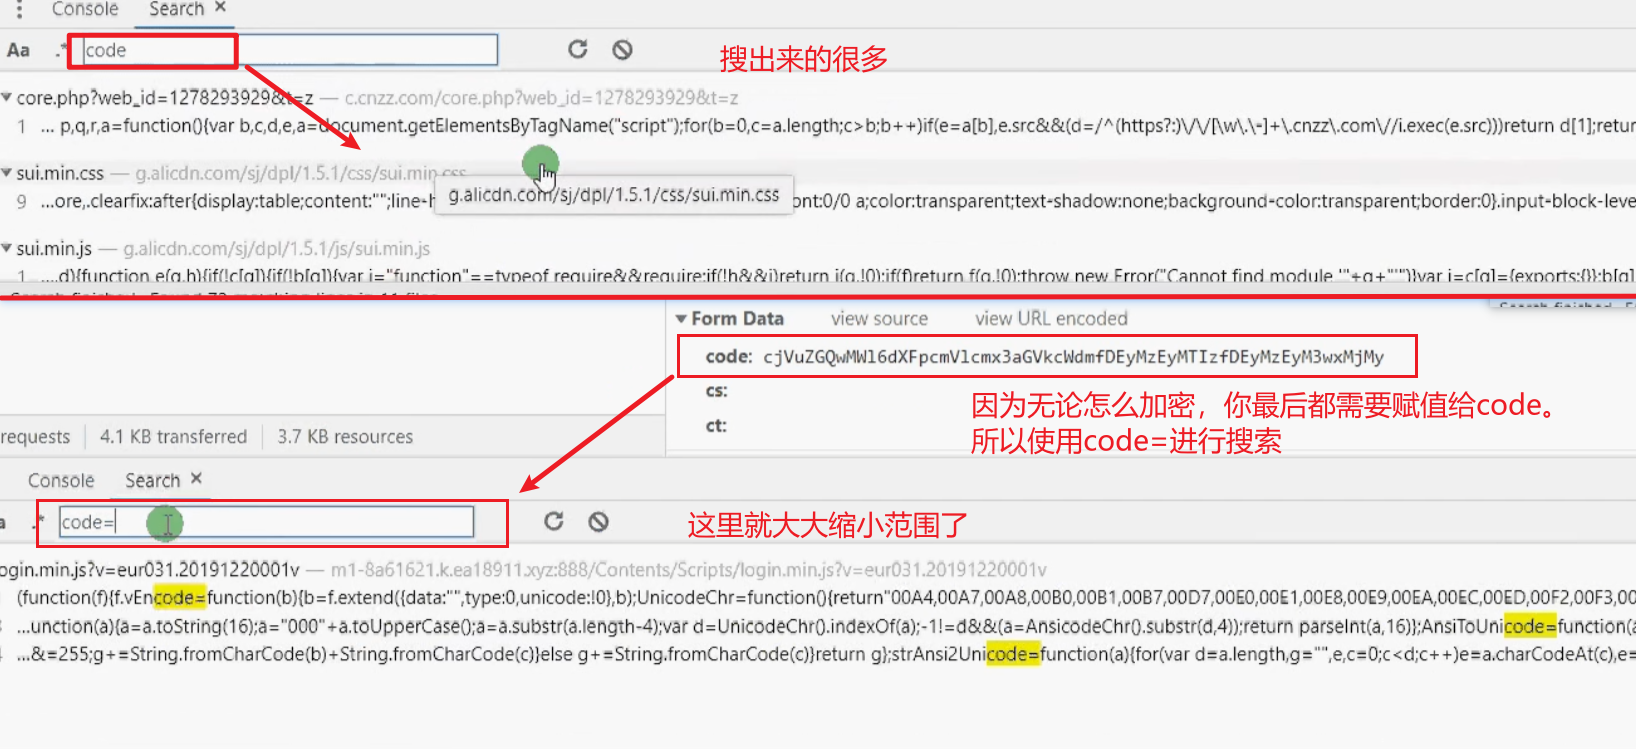 Console Search ×
Aa .* code
搜出来的很多
core.php?web_id=1278293929&t=z — c.cnzz.com/core.php?web_id=1278293929&t=z
1 ... p,q,r,a=function(){var b,c,d,e,a=document.getElementsByTagName("script");for(b=0,c=a.length;c>b;b++)if(e=a[b],e.src&&(d=/^(https?:)\/\/[\w\.\-]+\.cnzz\.com\//i.exec(e.src)))return d[1];retur
sui.min.css — g.alicdn.com/sj/dpl/1.5.1/css/sui.min.css
g.alicdn.com/sj/dpl/1.5.1/css/sui.min.css
9 ...ore,.clearfix:after{display:table;content:"";line-h ont:0/0 a;color:transparent;text-shadow:none;background-color:transparent;border:0}.input-block-leve
sui.min.js — g.alicdn.com/sj/dpl/1.5.1/js/sui.min.js
1 ....d){function e(g,h){if(!c[g]){if(!b[g]){var i="function"==typeof require&&require;if(!h&&i)return i(g,!0);if(f)return f(g,!0);throw new Error("Cannot find module '"+g+"'")}var i=c[g]={exports:{}};b[g]
Search finished. Found 72 matching lines in 11 files.
Search finished.
Form Data view source view URL encoded
code: cjVuZGQwMWl6dXFpcmVlcmx3aGVkcWdmfDEyMzEyMTIzfDEyMzEyM3wxMjMy
cs:
因为无论怎么加密，你最后都需要赋值给code。
ct:
所以使用code=进行搜索
requests 4.1 KB transferred 3.7 KB resources
Console Search ×
a .* code=
这里就大大缩小范围了
ogin.min.js?v=eur031.20191220001v — m1-8a61621.k.ea18911.xyz:888/Contents/Scripts/login.min.js?v=eur031.20191220001v
(function(f){f.vEncode=function(b){b=f.extend({data:"",type:0,unicode:!0},b);UnicodeChr=function(){return"00A4,00A7,00A8,00B0,00B1,00B7,00D7,00E0,00E1,00E8,00E9,00EA,00EC,00ED,00F2,00F3,00
...unction(a){a=a.toString(16);a="000"+a.toUpperCase();a=a.substr(a.length-4);var d=UnicodeChr().indexOf(a);-1!=d&&(a=AnsicodeChr().substr(d,4));return parseInt(a,16)};AnsiToUnicode=function(a
...&=255;g+=String.fromCharCode(b)+String.fromCharCode(c)}else g+=String.fromCharCode(c)}return g};strAnsi2Unicode=function(a){for(var d=a.length,g="",e,c=0;c<d;c++)e=a.charCodeAt(c),e=